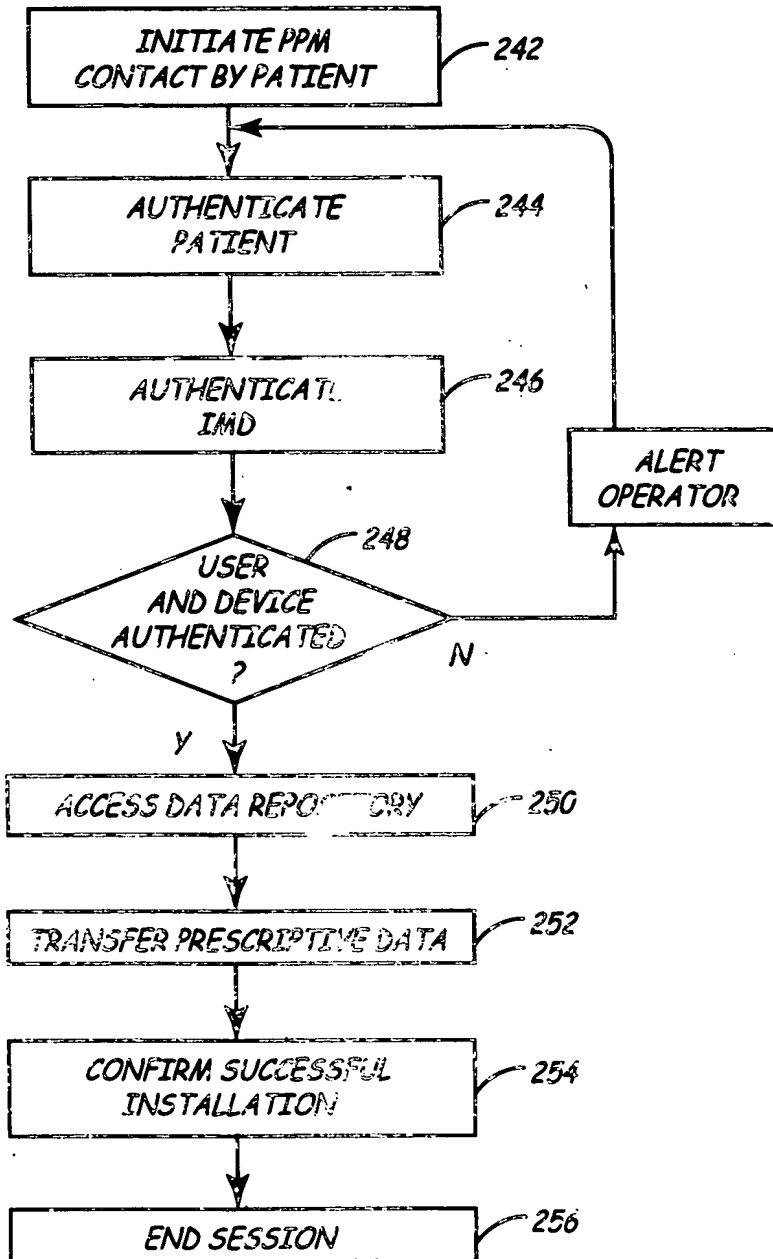 INITIATE PPM
CONTACT BY PATIENT
242
AUTHENTICATE
PATIENT
244
IMD
246
ALERT
OPERATOR
248
USER
AND DEVICE
AUTHENTICATED
?
N
Y
ACCESS DATA
250
TRANSFER PRESCRIPTIVE DATA
252
CONFIRM SUCCESSFUL
INSTALLATION
254
END SESSION
256